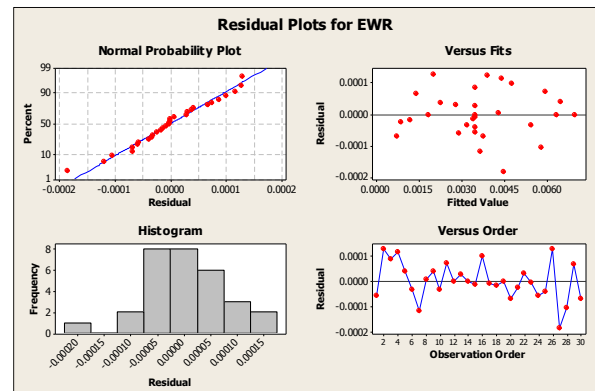 Residual Plots for EWR
Normal Probability Plot
99
90
50
10
1
Percent
-0.0002
-0.0001
0.0000
0.0001
0.0002
Residual
Versus Fits
0.0001
0.0000
-0.0001
-0.0002
Residual
0.0000
0.0015
0.0030
0.0045
0.0060
Fitted Value
Histogram
8
6
4
2
0
Frequency
-0.00020
-0.00015
-0.00010
-0.00005
0.00000
0.00005
0.00010
0.00015
Residual
Versus Order
0.0001
0.0000
-0.0001
-0.0002
Residual
2 4 6 8 10 12 14 16 18 20 22 24 26 28 30
Observation Order